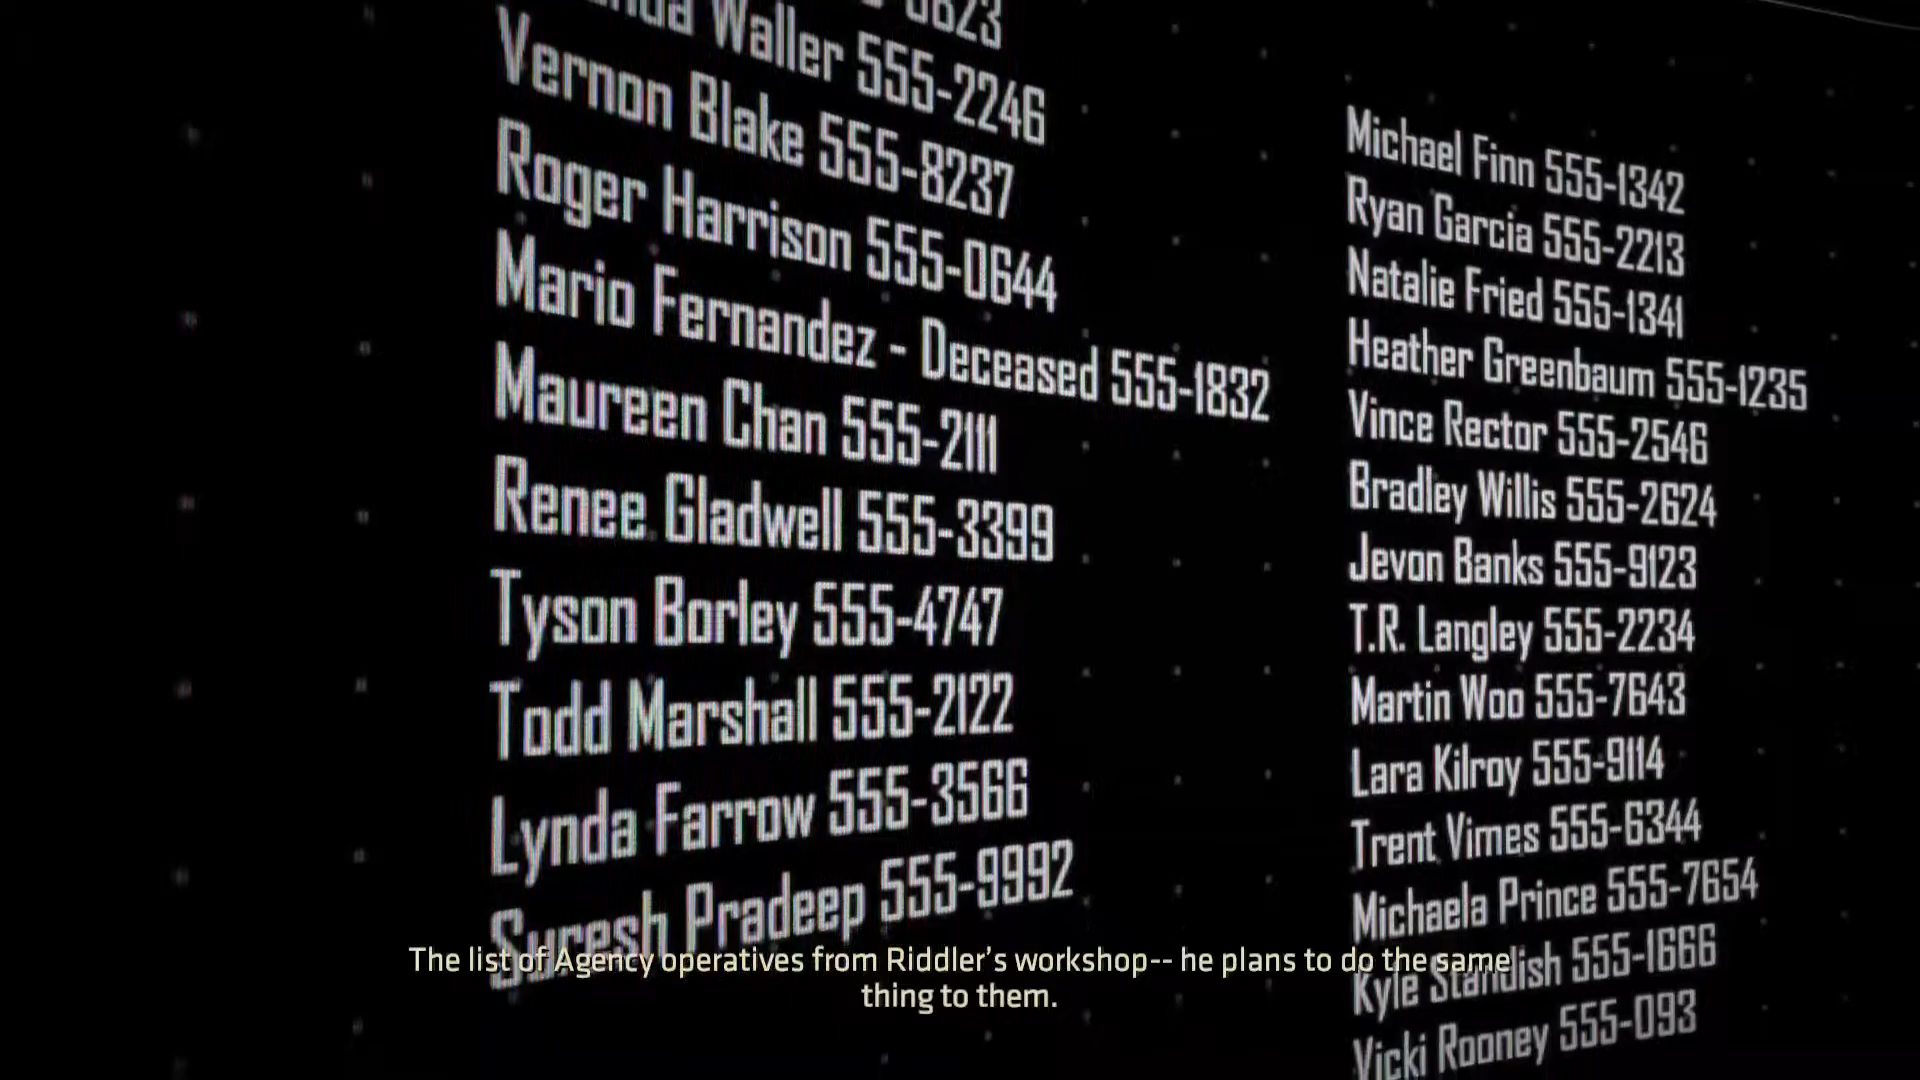 Waller 555-2246
Vernon Blake 555-8237
Roger Harrison 555-0644
Mario Fernandez - Deceased 555-1832
Maureen Chan 555-2111
Renee Gladwell 555-3399
Tyson Borley 555-4747
Todd Marshall 555-2122
Lynda Farrow 555-3566
Suresh Pradeep 555-9992
Michael Finn 555-1342
Ryan Garcia 555-2213
Natalie Fried 555-1341
Heather Greenbaum 555-1235
Vince Rector 555-2546
Bradley Willis 555-2624
Jevon Banks 555-9123
T.R. Langley 555-2234
Martin Woo 555-7643
Lara Kilroy 555-9114
Trent Vimes 555-6344
Michaela Prince 555-7654
Kyle Standish 555-1666
Vicki Rooney 555-093
The list of Agency operatives from Riddler's workshop-- he plans to do the same
thing to them.